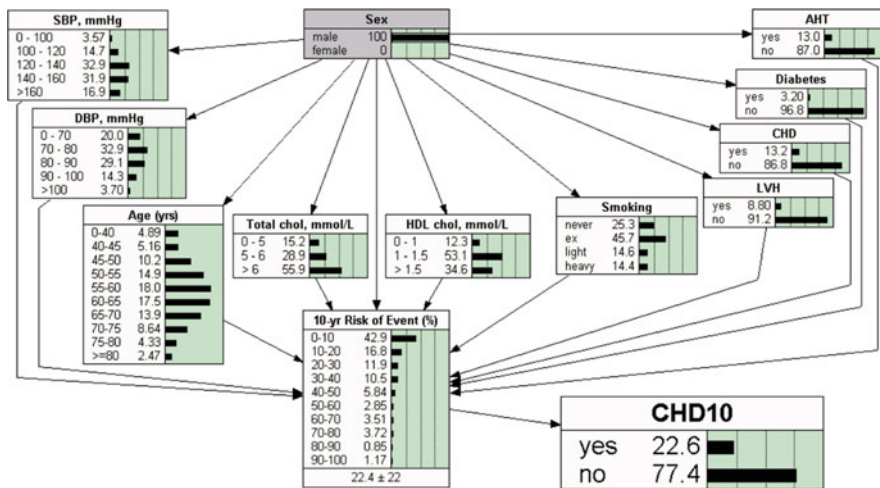 SBP, mmHg
0 - 100 3.57
100 - 120 14.7
120 - 140 32.9
140 - 160 31.9
>160 16.9
Sex
male 100
female 0
AHT
yes 13.0
no 87.0
Diabetes
yes 3.20
no 96.8
DBP, mmHg
0 - 70 20.0
70 - 80 32.9
80 - 90 29.1
90 - 100 14.3
>100 3.70
CHD
yes 13.2
no 86.8
LVH
yes 8.80
no 91.2
Age (yrs)
0-40 4.89
40-45 5.16
45-50 10.2
50-55 14.9
55-60 18.0
60-65 17.5
65-70 13.9
70-75 8.64
75-80 4.33
>=80 2.47
Total chol, mmol/L
0 - 5 15.2
5 - 6 28.9
> 6 55.9
HDL chol, mmol/L
0 - 1 12.3
1 - 1.5 53.1
> 1.5 34.6
Smoking
never 25.3
ex 45.7
light 14.6
heavy 14.4
10-yr Risk of Event (%)
0-10 42.9
10-20 16.8
20-30 11.9
30-40 10.5
40-50 5.84
50-60 2.85
60-70 3.51
70-80 3.72
80-90 0.85
90-100 1.17
22.4 ± 22
CHD10
yes 22.6
no 77.4